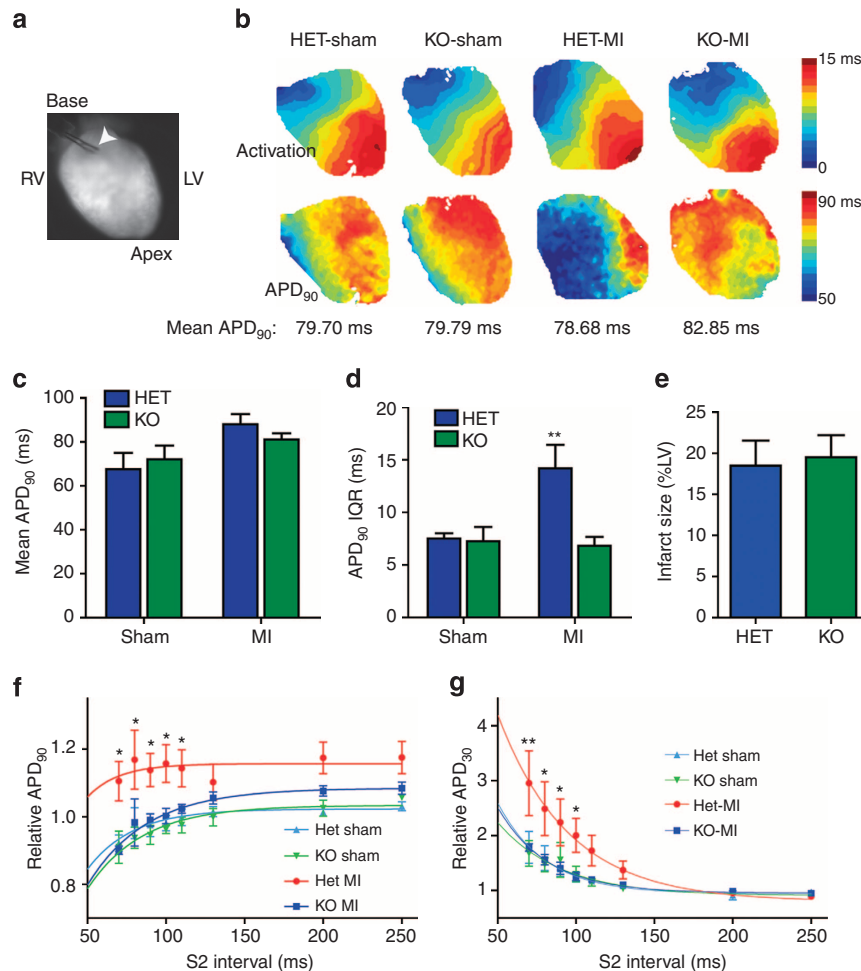 a
Base
RV
LV
Apex
b
HET-sham KO-sham HET-MI KO-MI
Activation
15 ms
0
APD90
90 ms
50
Mean APD90: 79.70 ms 79.79 ms 78.68 ms 82.85 ms
c
HET
KO
Mean APD90 (ms)
100
80
60
40
20
0
Sham MI
d
HET
KO
APD90 IQR (ms)
20
15
10
5
0
**
Sham MI
e
Infarct size (%LV)
25
20
15
10
5
0
HET KO
f
Relative APD90
1.2
1.0
0.8
* * * * *
Het sham
KO sham
Het MI
KO MI
50 100 150 200 250
S2 interval (ms)
g
Relative APD30
4
3
2
1
** * * *
Het sham
KO sham
Het-MI
KO-MI
50 100 150 200 250
S2 interval (ms)